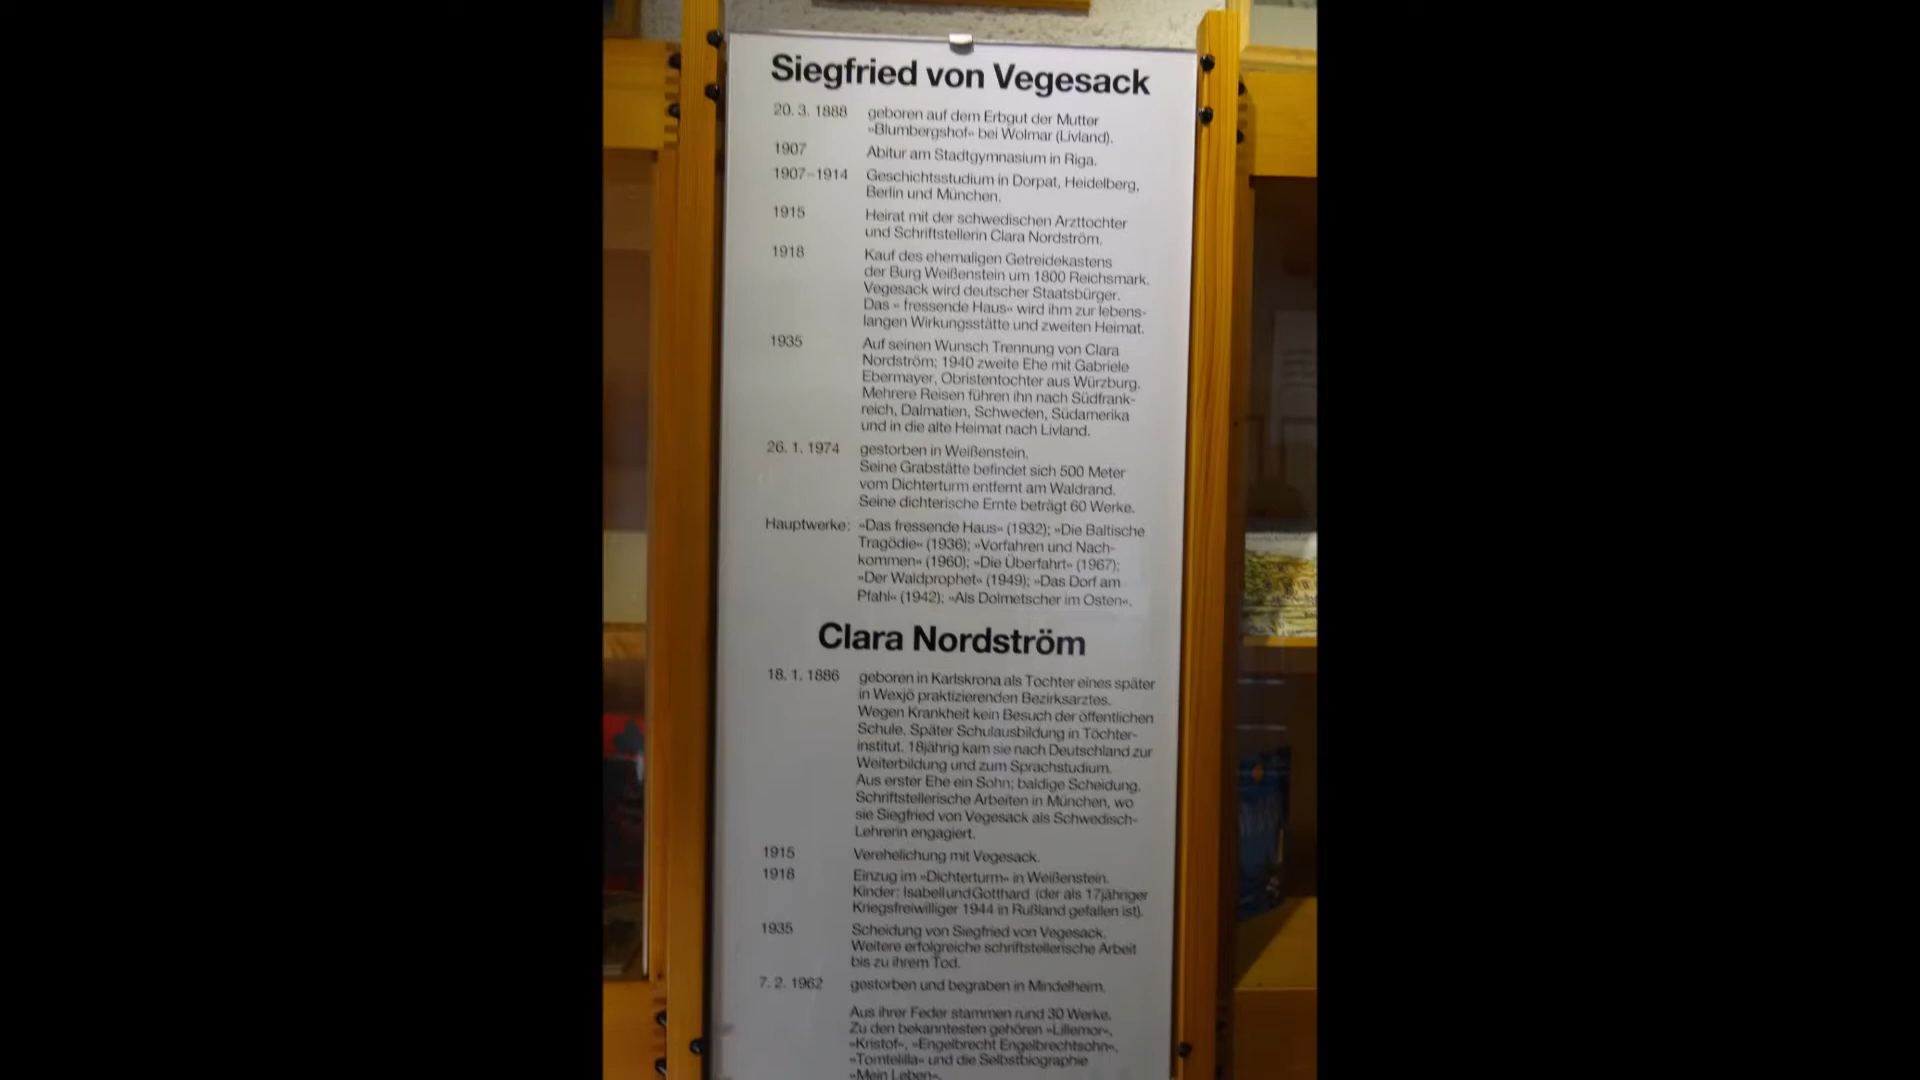 Siegfried von Vegesack
20. 3. 1888 geboren auf dem Erbgut der Mutter
»Blumbergshof« bei Wolmar (Livland).
1907 Abitur am Stadtgymnasium in Riga.
1907–1914 Geschichtsstudium in Dorpat, Heidelberg,
Berlin und München.
1915 Heirat mit der schwedischen Arzttochter
und Schriftstellerin Clara Nordström.
1918 Kauf des ehemaligen Getreidekastens
der Burg Weißenstein um 1800 Reichsmark.
Vegesack wird deutscher Staatsbürger.
Das » fressende Haus« wird ihm zur lebens-
langen Wirkungsstätte und zweiten Heimat.
1935 Auf seinen Wunsch Trennung von Clara
Nordström; 1940 zweite Ehe mit Gabriele
Ebermayer, Obristentochter aus Würzburg.
Mehrere Reisen führen ihn nach Südfrank-
reich, Dalmatien, Schweden, Südamerika
und in die alte Heimat nach Livland.
26. 1. 1974 gestorben in Weißenstein.
Seine Grabstätte befindet sich 500 Meter
vom Dichterturm entfernt am Waldrand.
Seine dichterische Ernte beträgt 60 Werke.
Hauptwerke: »Das fressende Haus« (1932); »Die Baltische
Tragödie« (1936); »Vorfahren und Nach-
kommen« (1960); »Die Überfahrt« (1967);
»Der Waldprophet« (1949); »Das Dorf am
Pfahl« (1942); »Als Dolmetscher im Osten«.
Clara Nordström
18. 1. 1886 geboren in Karlskrona als Tochter eines später
in Wexjö praktizierenden Bezirksarztes.
Wegen Krankheit kein Besuch der öffentlichen
Schule. Später Schulausbildung in Töchter-
institut. 18jährig kam sie nach Deutschland zur
Weiterbildung und zum Sprachstudium.
Aus erster Ehe ein Sohn; baldige Scheidung.
Schriftstellerische Arbeiten in München, wo
sie Siegfried von Vegesack als Schwedisch-
Lehrerin engagiert.
1915 Verehelichung mit Vegesack.
1918 Einzug im »Dichterturm« in Weißenstein.
Kinder: Isabell und Gotthard (der als 17jähriger
Kriegsfreiwilliger 1944 in Rußland gefallen ist).
1935 Scheidung von Siegfried von Vegesack.
Weitere erfolgreiche schriftstellerische Arbeit
bis zu ihrem Tod.
7. 2. 1962 gestorben und begraben in Mindelheim.
Aus ihrer Feder stammen rund 30 Werke.
Zu den bekanntesten gehören »Lillemor«,
»Kristof«, »Engelbrecht Engelbrechtsohn«,
»Tomtelilla« und die Selbstbiographie
»Mein Leben«.